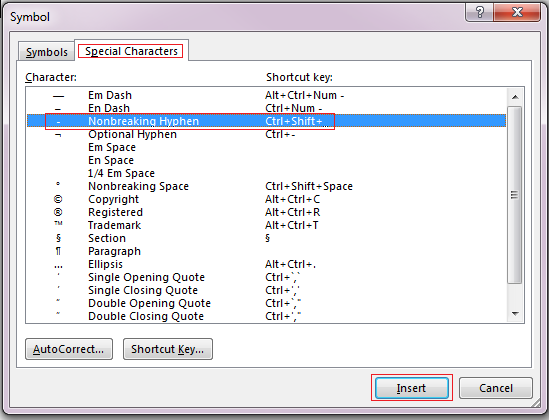 Symbol
Symbols Special Characters
Character: Shortcut key:
— Em Dash Alt+Ctrl+Num -
– En Dash Ctrl+Num -
- Nonbreaking Hyphen Ctrl+Shift+_
¬ Optional Hyphen Ctrl+-
Em Space
En Space
1/4 Em Space
° Nonbreaking Space Ctrl+Shift+Space
© Copyright Alt+Ctrl+C
® Registered Alt+Ctrl+R
™ Trademark Alt+Ctrl+T
§ Section §
¶ Paragraph
… Ellipsis Alt+Ctrl+.
‘ Single Opening Quote Ctrl+`,`
’ Single Closing Quote Ctrl+','
“ Double Opening Quote Ctrl+`,"
” Double Closing Quote Ctrl+',"
AutoCorrect... Shortcut Key...
Insert Cancel